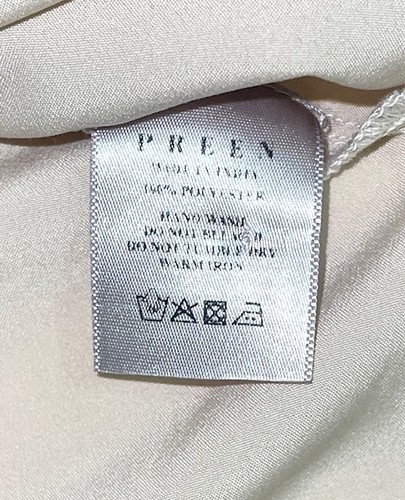 PREEN
MADE IN INDIA
100% POLYESTER
HAND WASH
DO NOT BLEACH
DO NOT TUMBLE DRY
WARM IRON